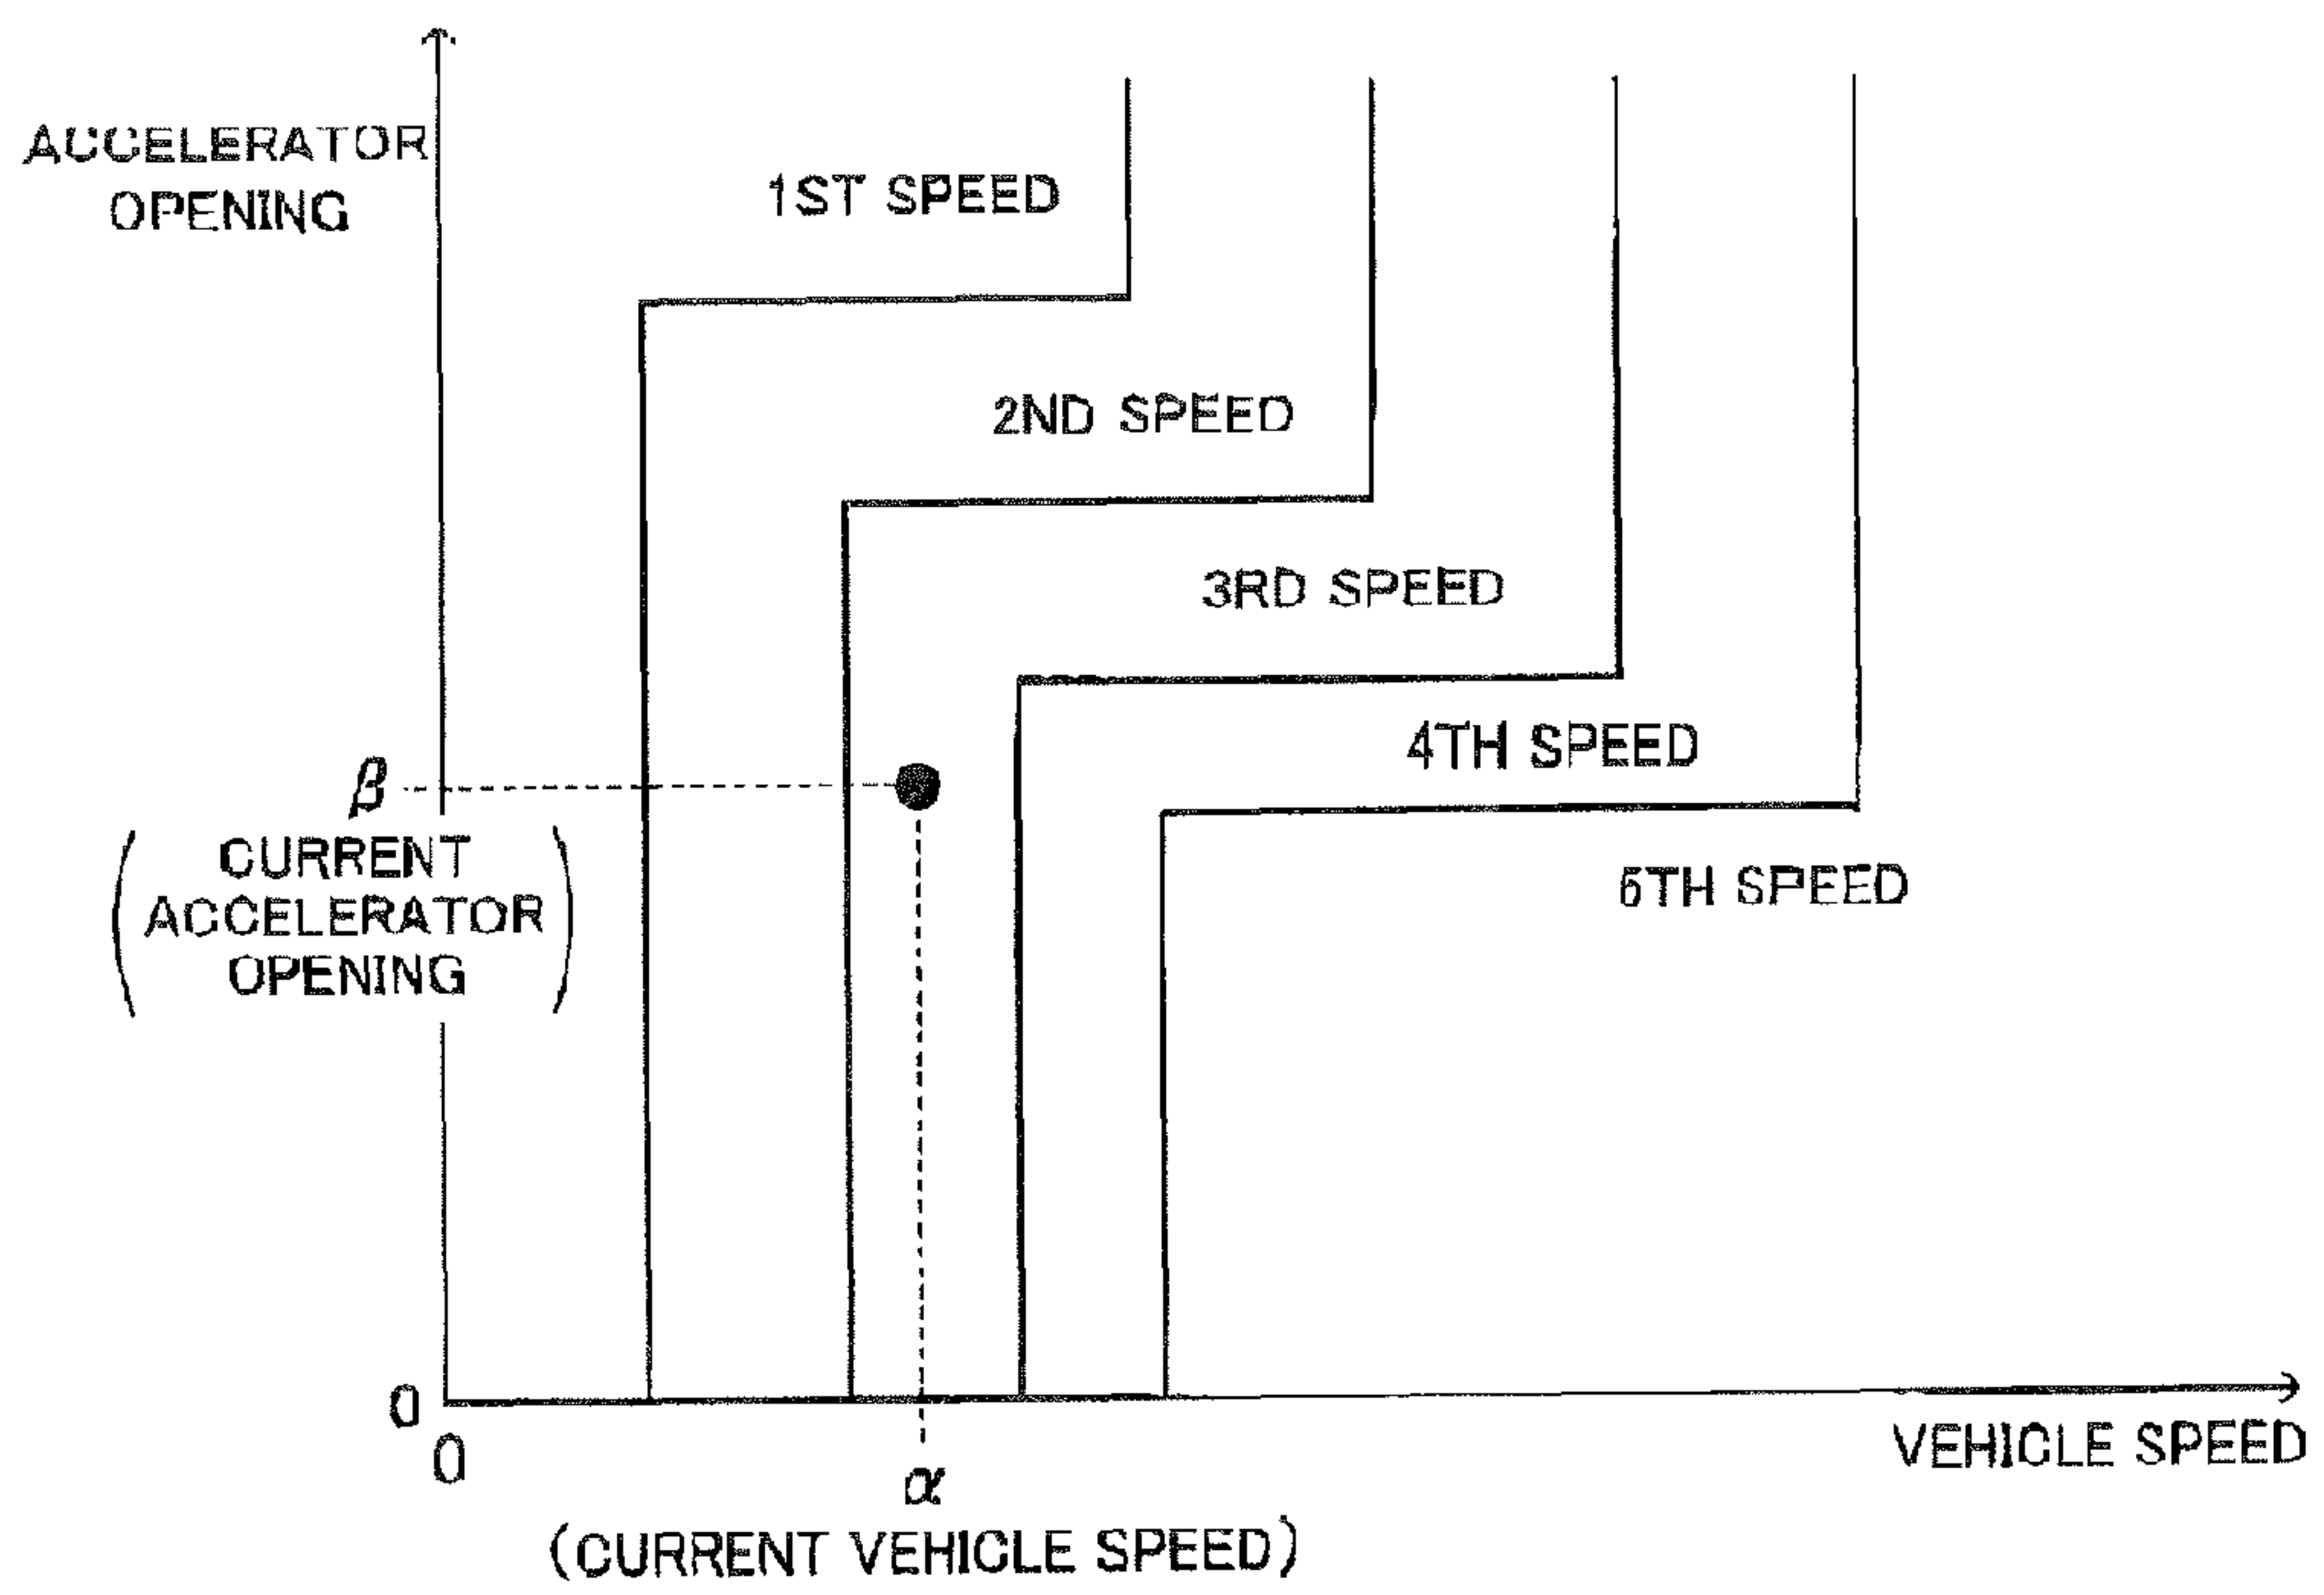 ACCELERATOR
OPENING
1ST SPEED
2ND SPEED
3RD SPEED
4TH SPEED
5TH SPEED
β
(CURRENT
ACCELERATOR
OPENING)
0
0
VEHICLE SPEED
α
(CURRENT VEHICLE SPEED)